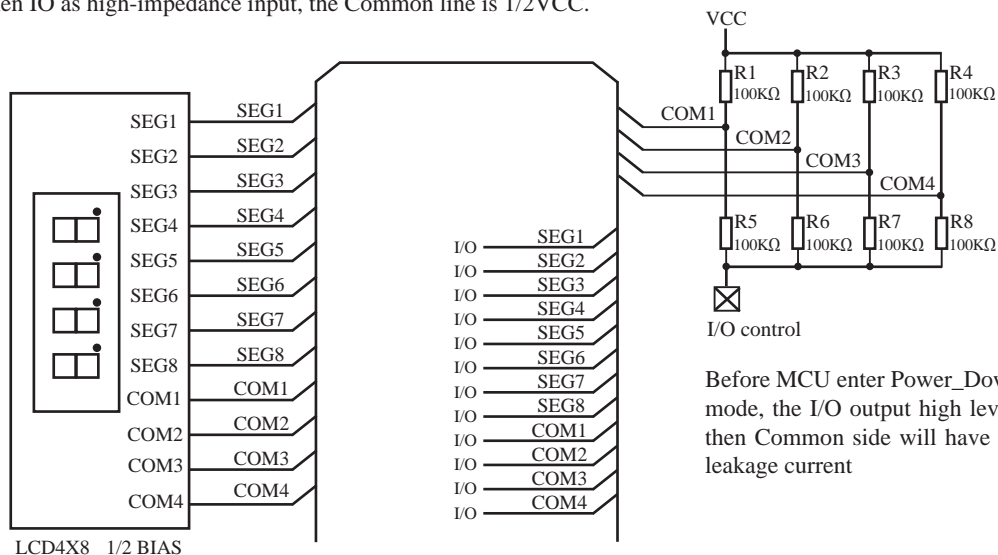 en IO as high-impedance input, the Common line is 1/2VCC.
VCC
R1
100KΩ
R2
100KΩ
R3
100KΩ
R4
100KΩ
COM1
COM2
COM3
COM4
R5
100KΩ
R6
100KΩ
R7
100KΩ
R8
100KΩ
I/O control
Before MCU enter Power_Dow
mode, the I/O output high lev
then Common side will have
leakage current
SEG1
SEG2
SEG3
SEG4
SEG5
SEG6
SEG7
SEG8
COM1
COM2
COM3
COM4
LCD4X8 1/2 BIAS
SEG1
SEG2
SEG3
SEG4
SEG5
SEG6
SEG7
SEG8
COM1
COM2
COM3
COM4
I/O SEG1
I/O SEG2
I/O SEG3
I/O SEG4
I/O SEG5
I/O SEG6
I/O SEG7
I/O SEG8
I/O COM1
I/O COM2
I/O COM3
I/O COM4